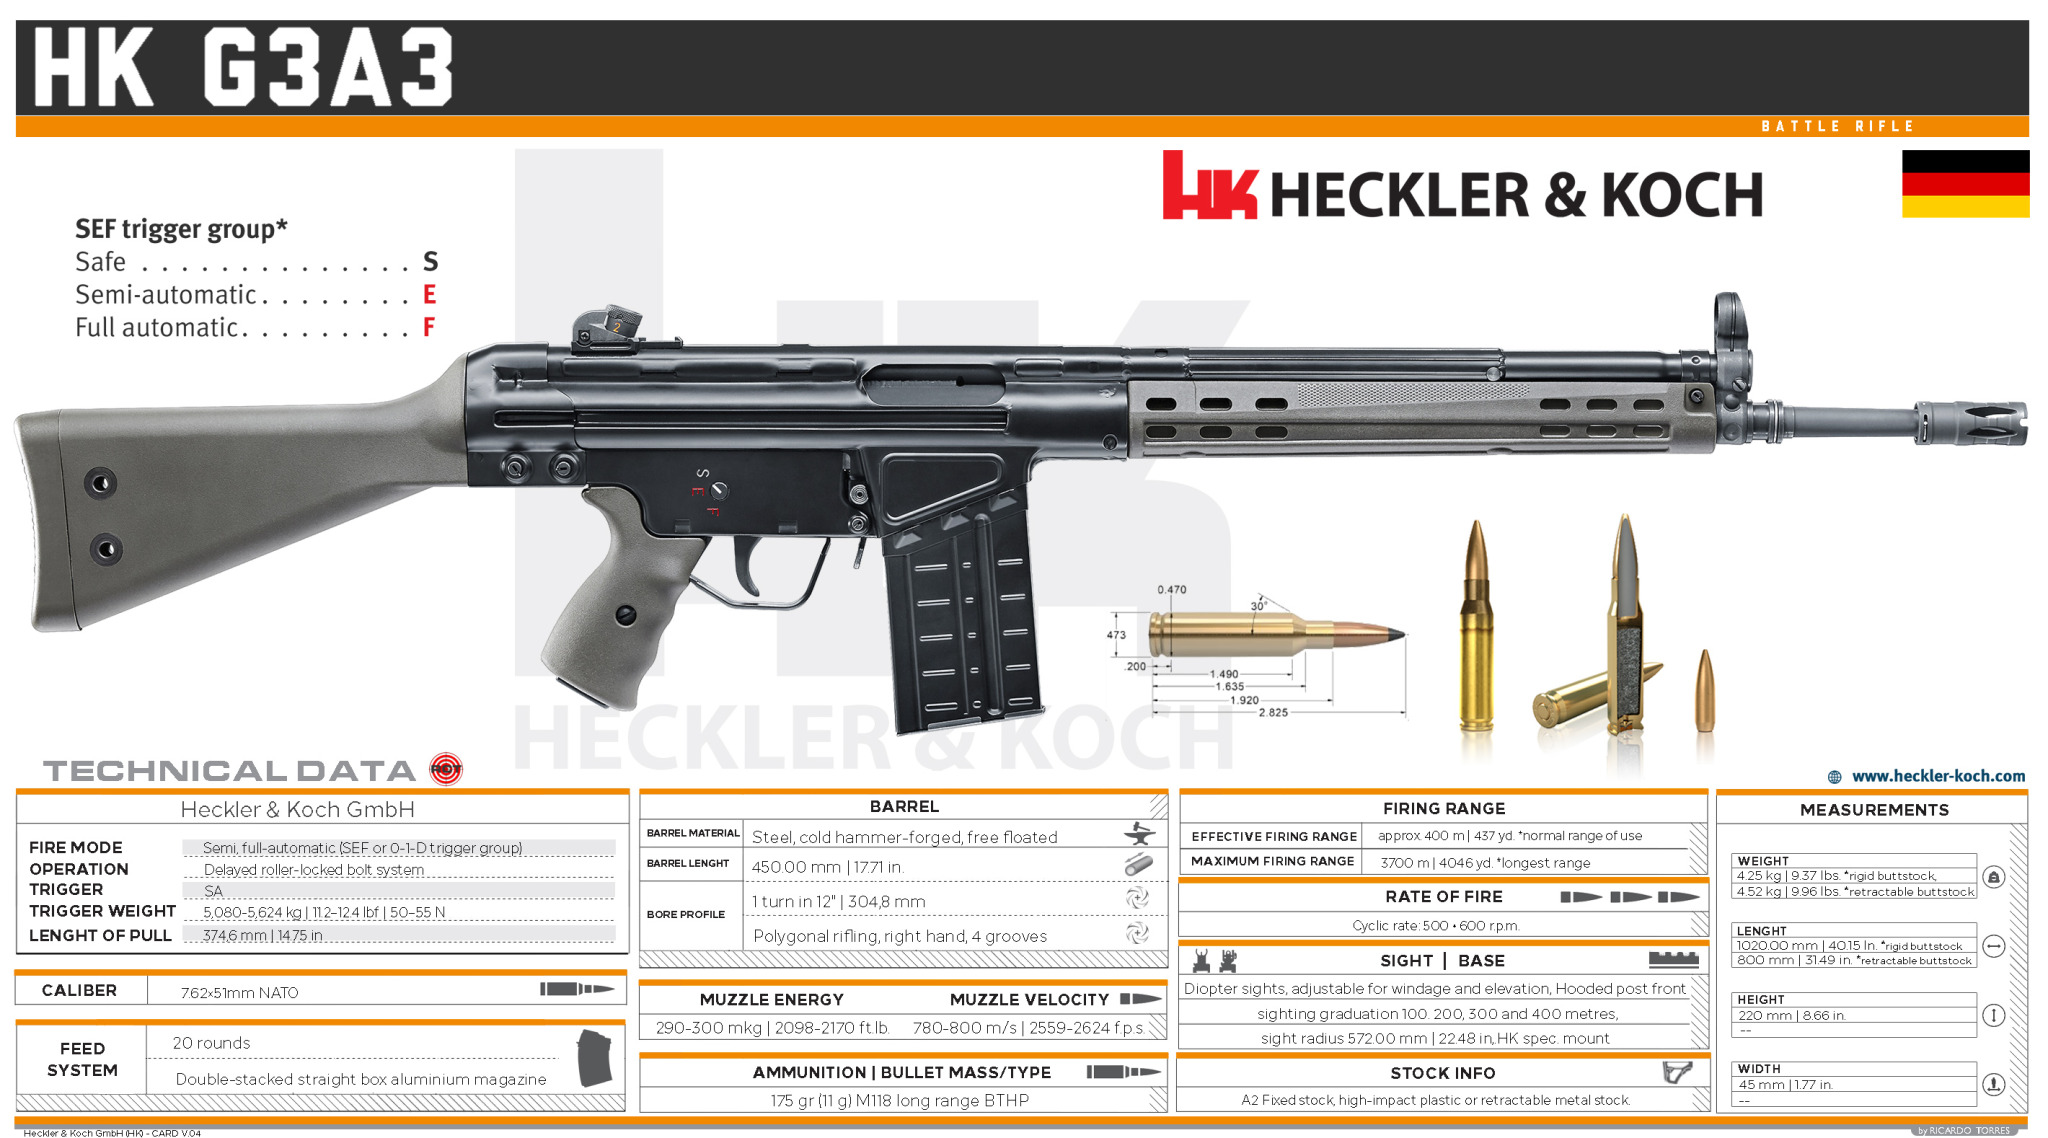 HK G3A3
BATTLE RIFLE
HECKLER & KOCH
SEF trigger group*
Safe . . . . . . . . . . . . . . S
Semi-automatic. . . . . . . . E
Full automatic. . . . . . . . . F
2
S
E
F
HECKLER & KOCH
0.470
30°
473
.200
1.490
1.635
1.920
2.825
TECHNICAL DATA
www.heckler-koch.com
Heckler & Koch GmbH
FIRE MODE Semi, full-automatic (SEF or 0-1-D trigger group)
OPERATION Delayed roller-locked bolt system
TRIGGER SA
TRIGGER WEIGHT 5,080-5,624 kg | 11.2-12.4 lbf | 50-55 N
LENGHT OF PULL 374,6 mm | 14.75 in
CALIBER 7.62×51mm NATO
FEED SYSTEM
20 rounds
Double-stacked straight box aluminium magazine
BARREL
BARREL MATERIAL Steel, cold hammer-forged, free floated
BARREL LENGHT 450.00 mm | 17.71 in.
BORE PROFILE
1 turn in 12" | 304,8 mm
Polygonal rifling, right hand, 4 grooves
MUZZLE ENERGY MUZZLE VELOCITY
290-300 mkg | 2098-2170 ft.lb. 780-800 m/s | 2559-2624 f.p.s.
AMMUNITION | BULLET MASS/TYPE
175 gr (11 g) M118 long range BTHP
FIRING RANGE
EFFECTIVE FIRING RANGE approx. 400 m | 437 yd. *normal range of use
MAXIMUM FIRING RANGE 3700 m | 4046 yd. *longest range
RATE OF FIRE
Cyclic rate: 500 • 600 r.p.m.
SIGHT | BASE
Diopter sights, adjustable for windage and elevation, Hooded post front
sighting graduation 100. 200, 300 and 400 metres,
sight radius 572.00 mm | 22.48 in,.HK spec. mount
STOCK INFO
A2 Fixed stock, high-impact plastic or retractable metal stock.
MEASUREMENTS
WEIGHT
4.25 kg | 9.37 lbs. *rigid buttstock,
4.52 kg | 9.96 lbs. *retractable buttstock
LENGHT
1020.00 mm | 40.15 In. *rigid buttstock
800 mm | 31.49 in. *retractable buttstock
HEIGHT
220 mm | 8.66 in.
--
WIDTH
45 mm | 1.77 in.
--
Heckler & Koch GmbH (HK) - CARD V.04
by RICARDO TORRES